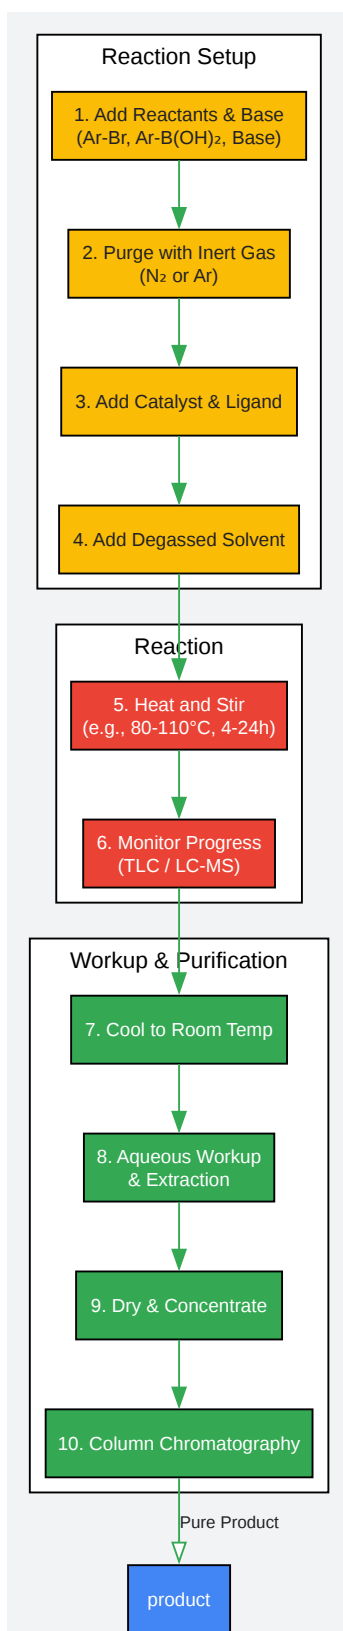 Reaction Setup
1. Add Reactants & Base
(Ar-Br, Ar-B(OH)₂, Base)
2. Purge with Inert Gas
(N₂ or Ar)
3. Add Catalyst & Ligand
4. Add Degassed Solvent
Reaction
5. Heat and Stir
(e.g., 80-110°C, 4-24h)
6. Monitor Progress
(TLC / LC-MS)
Workup & Purification
7. Cool to Room Temp
8. Aqueous Workup
& Extraction
9. Dry & Concentrate
10. Column Chromatography
Pure Product
product